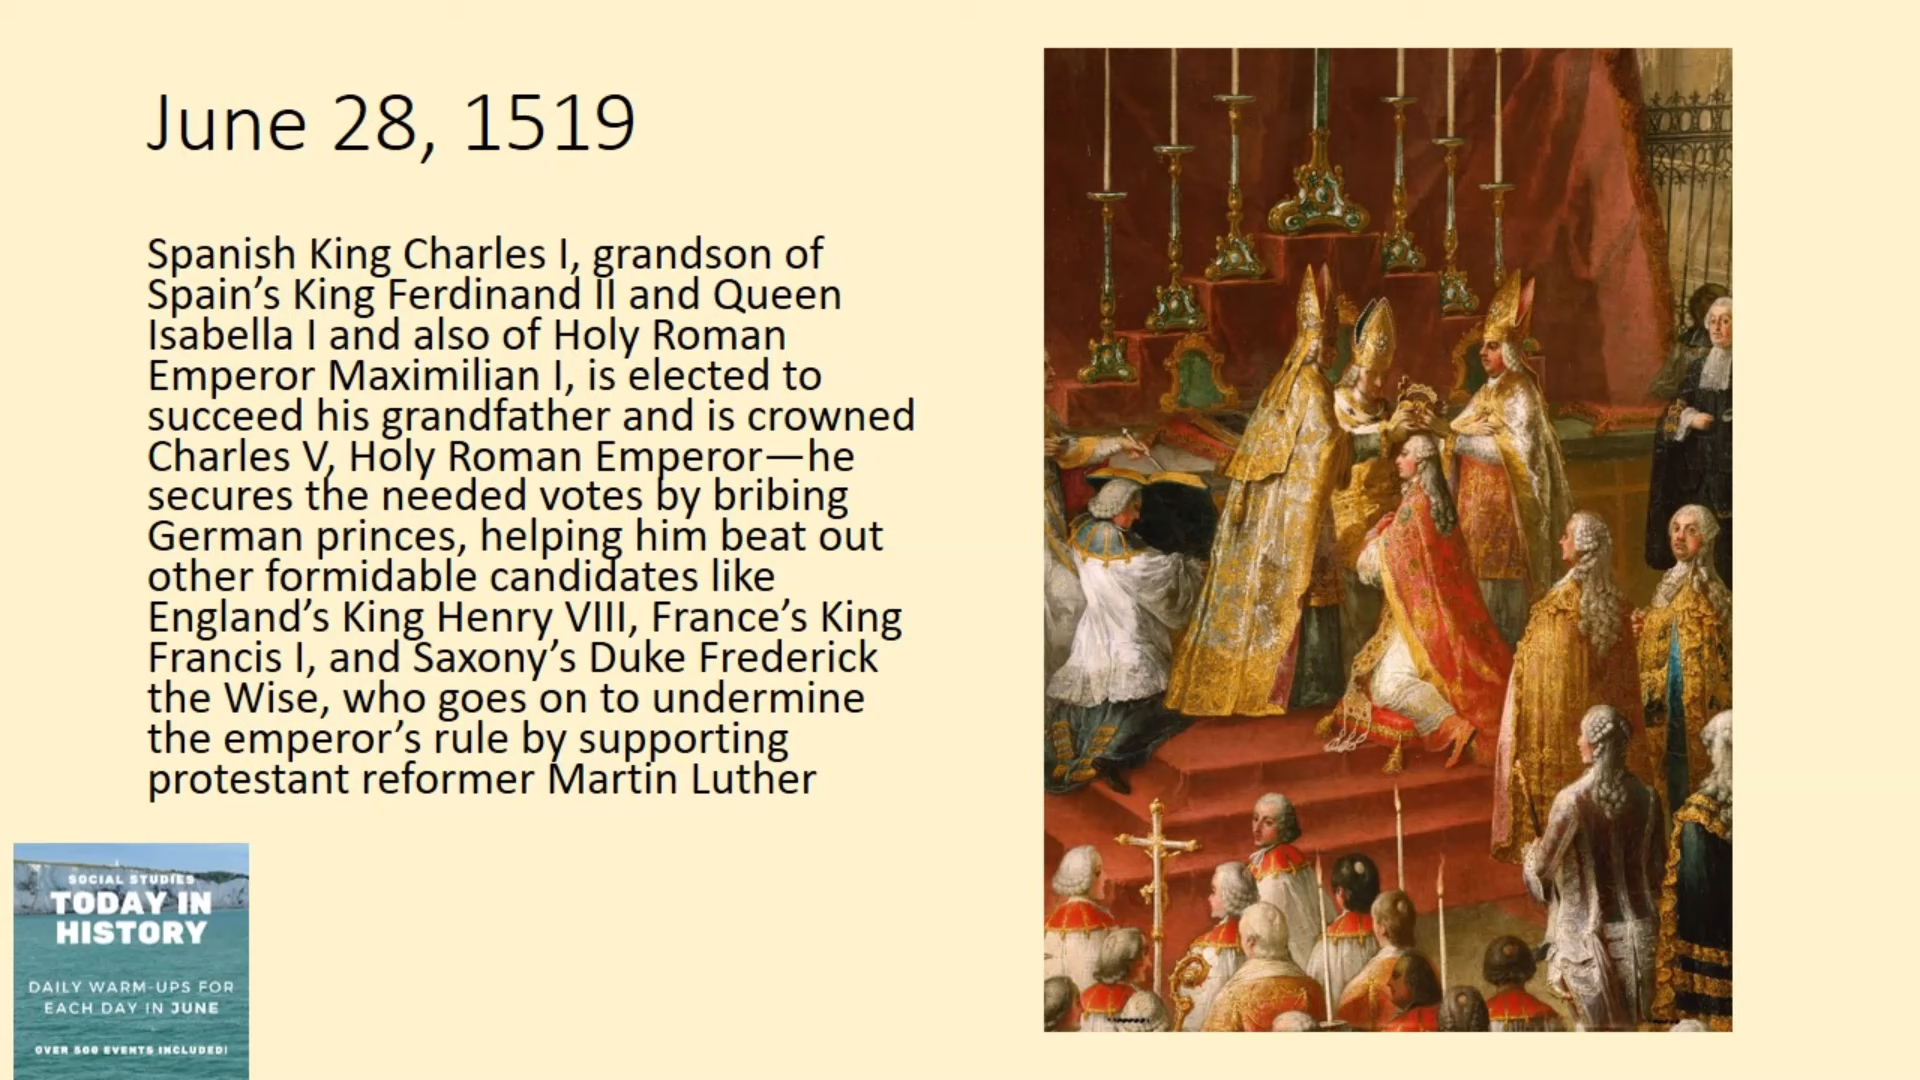 June 28, 1519
Spanish King Charles I, grandson of
Spain’s King Ferdinand II and Queen
Isabella I and also of Holy Roman
Emperor Maximilian I, is elected to
succeed his grandfather and is crowned
Charles V, Holy Roman Emperor—he
secures the needed votes by bribing
German princes, helping him beat out
other formidable candidates like
England’s King Henry VIII, France’s King
Francis I, and Saxony’s Duke Frederick
the Wise, who goes on to undermine
the emperor’s rule by supporting
protestant reformer Martin Luther
SOCIAL STUDIES
TODAY IN
HISTORY
DAILY WARM-UPS FOR
EACH DAY IN JUNE
OVER 500 EVENTS INCLUDED!